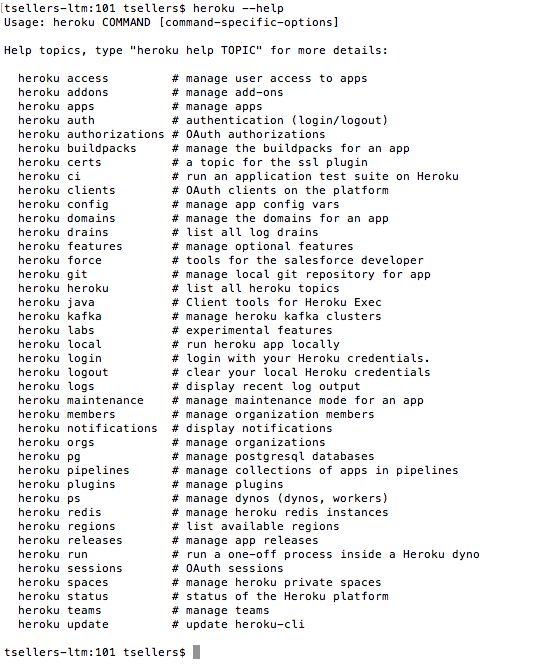 [tsellers-ltm:101 tsellers$ heroku --help
Usage: heroku COMMAND [command-specific-options]

Help topics, type "heroku help TOPIC" for more details:

  heroku access         # manage user access to apps
  heroku addons         # manage add-ons
  heroku apps           # manage apps
  heroku auth           # authentication (login/logout)
  heroku authorizations # OAuth authorizations
  heroku buildpacks     # manage the buildpacks for an app
  heroku certs          # a topic for the ssl plugin
  heroku ci             # run an application test suite on Heroku
  heroku clients        # OAuth clients on the platform
  heroku config         # manage app config vars
  heroku domains        # manage the domains for an app
  heroku drains         # list all log drains
  heroku features       # manage optional features
  heroku force          # tools for the salesforce developer
  heroku git            # manage local git repository for app
  heroku heroku         # list all heroku topics
  heroku java           # Client tools for Heroku Exec
  heroku kafka          # manage heroku kafka clusters
  heroku labs           # experimental features
  heroku local          # run heroku app locally
  heroku login          # login with your Heroku credentials.
  heroku logout         # clear your local Heroku credentials
  heroku logs           # display recent log output
  heroku maintenance    # manage maintenance mode for an app
  heroku members        # manage organization members
  heroku notifications  # display notifications
  heroku orgs           # manage organizations
  heroku pg             # manage postgresql databases
  heroku pipelines      # manage collections of apps in pipelines
  heroku plugins        # manage plugins
  heroku ps             # manage dynos (dynos, workers)
  heroku redis          # manage heroku redis instances
  heroku regions        # list available regions
  heroku releases       # manage app releases
  heroku run            # run a one-off process inside a Heroku dyno
  heroku sessions       # OAuth sessions
  heroku spaces         # manage heroku private spaces
  heroku status         # status of the Heroku platform
  heroku teams          # manage teams
  heroku update         # update heroku-cli

tsellers-ltm:101 tsellers$